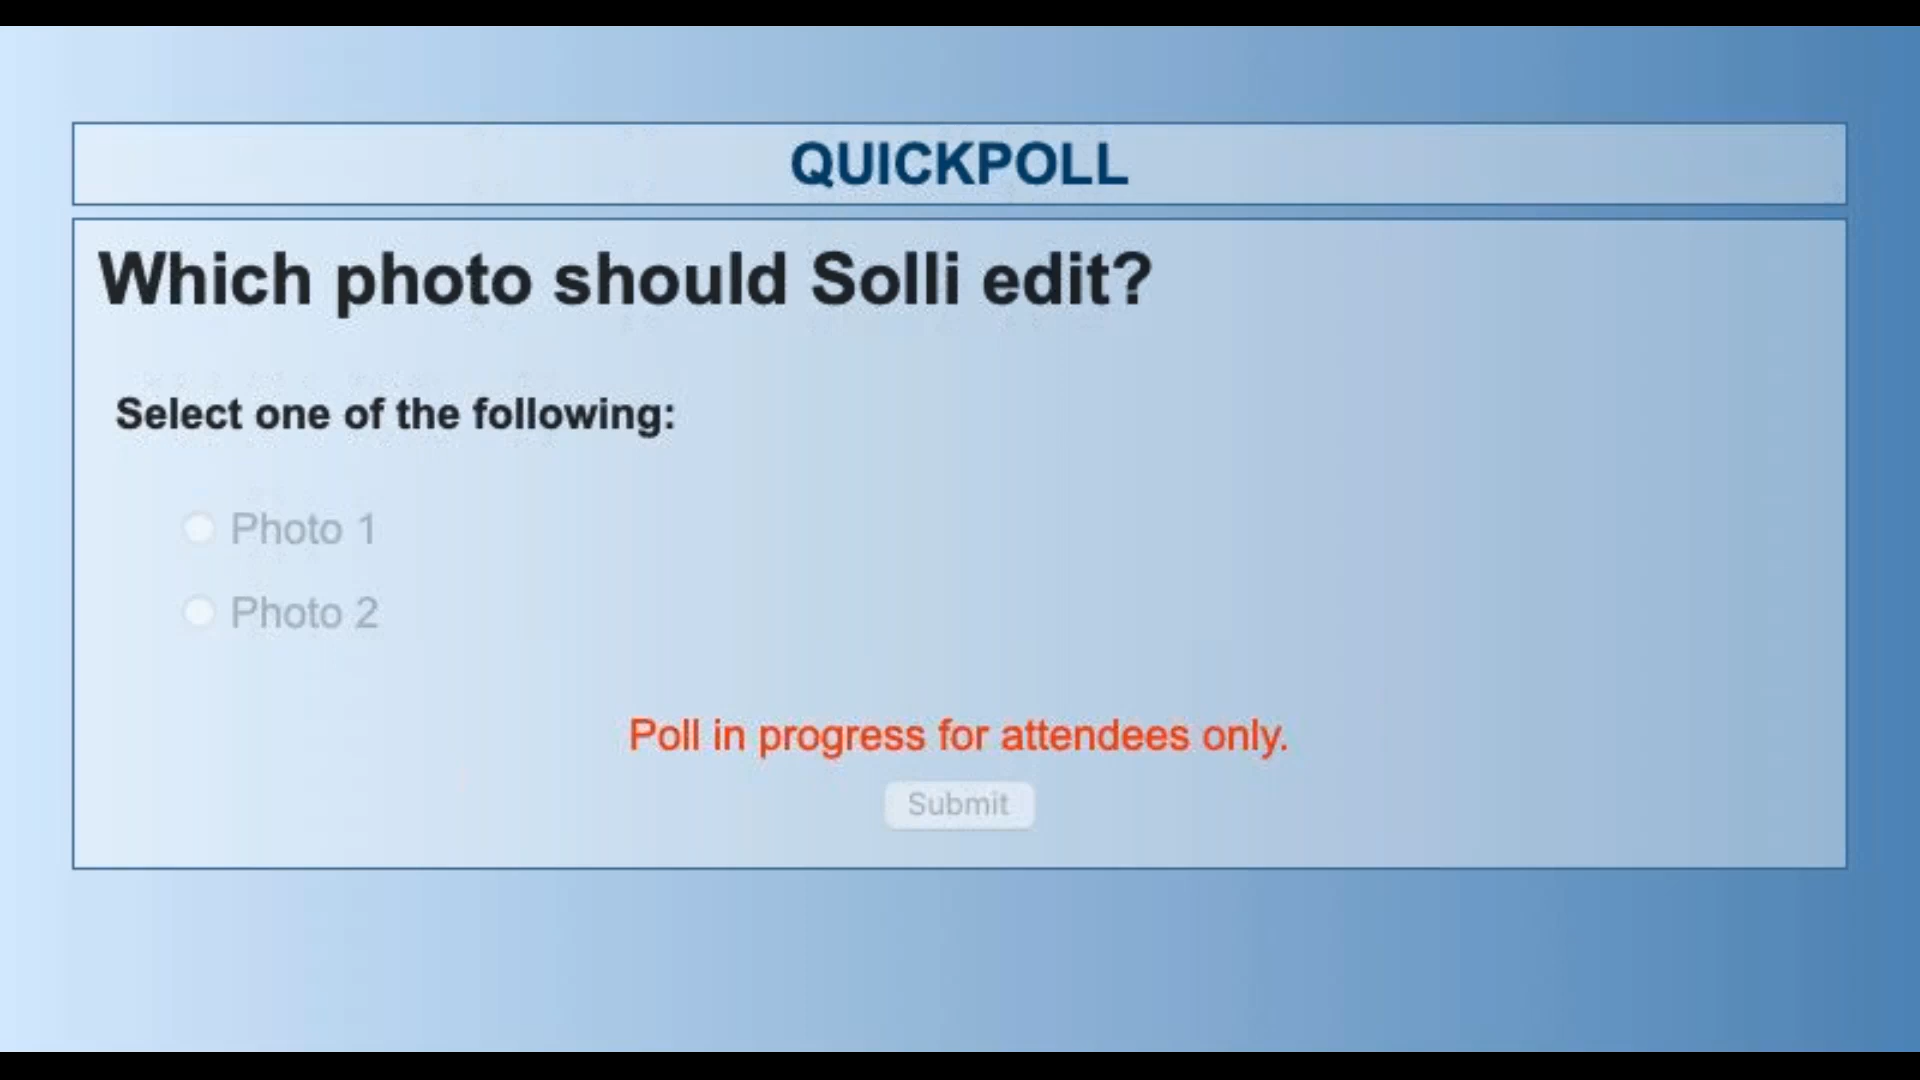 QUICKPOLL
Which photo should Solli edit?
Select one of the following:
Photo 1
Photo 2
Poll in progress for attendees only.
Submit